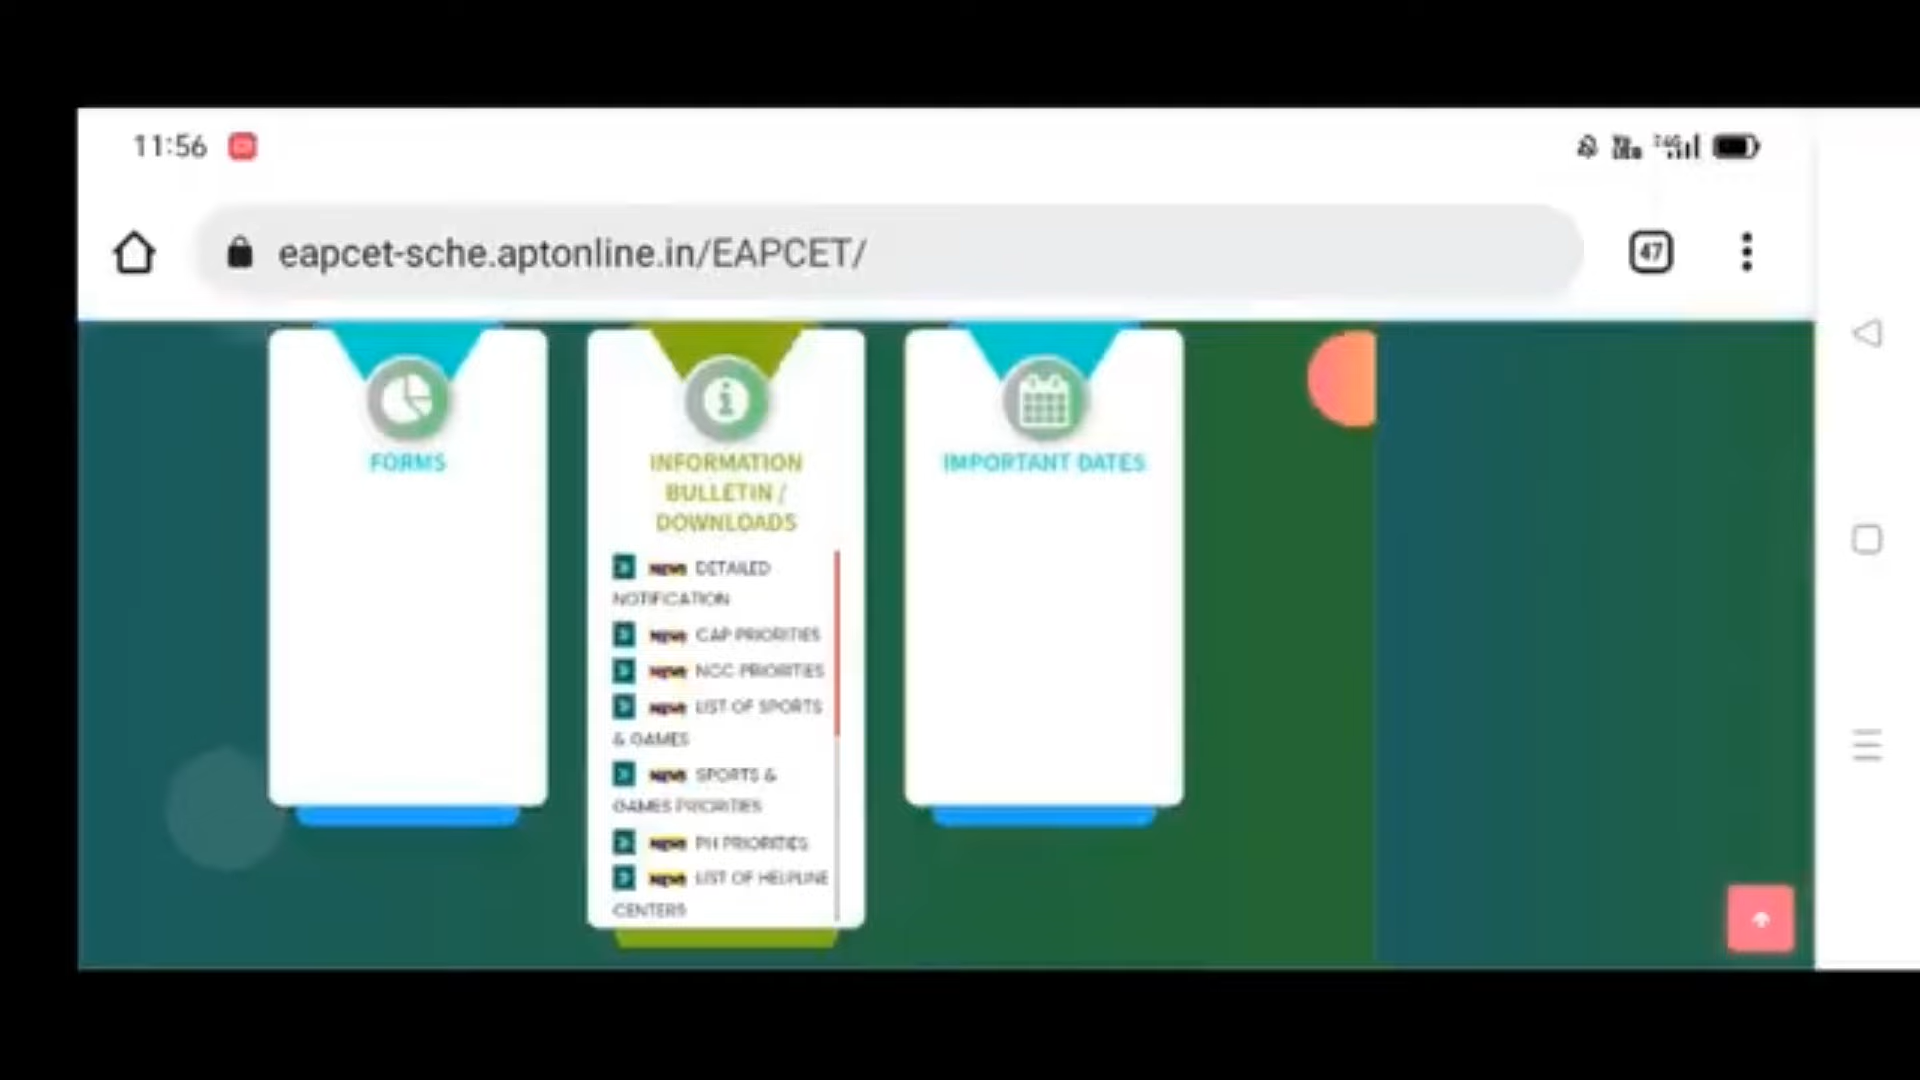 11:56
eapcet-sche.aptonline.in/EAPCET/
47
FORMS
INFORMATION
BULLETIN /
DOWNLOADS
NEW DETAILED
NOTIFICATION
NEW CAP PRIORITIES
NEW NCC PRIORITIES
NEW LIST OF SPORTS
& GAMES
NEW SPORTS &
GAMES PRIORITIES
NEW PH PRIORITIES
NEW LIST OF HELPLINE
CENTERS
IMPORTANT DATES